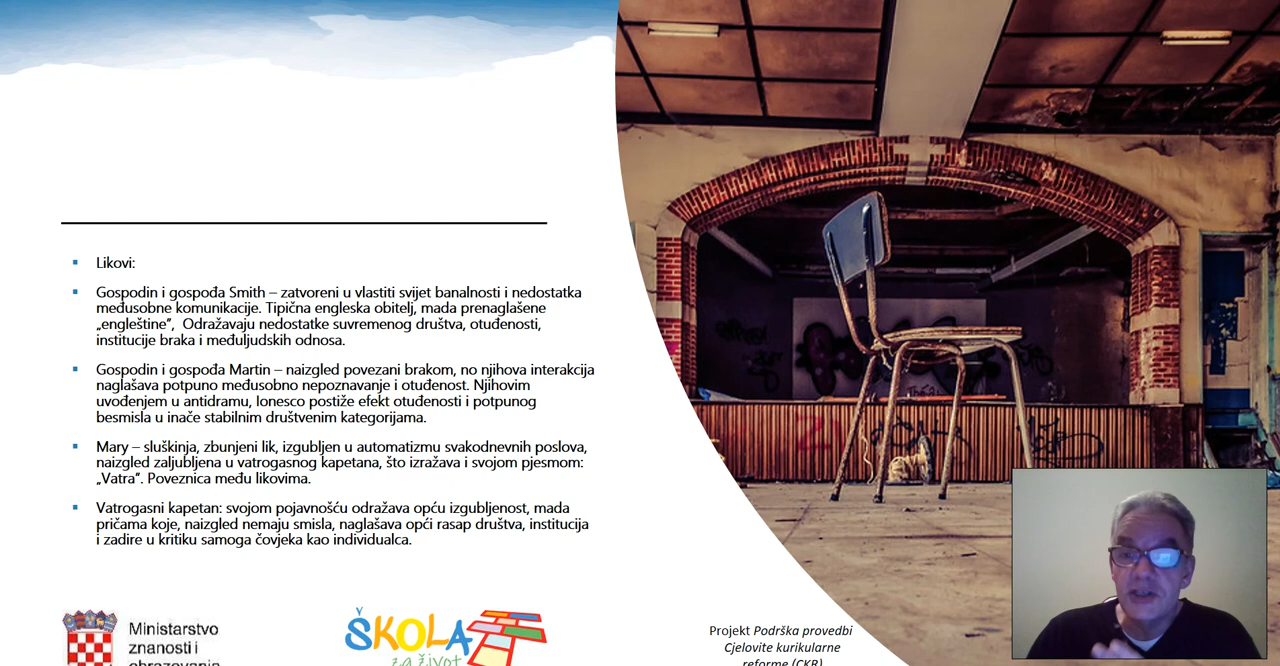 Likovi:
Gospodin i gospođa Smith – zatvoreni u vlastiti svijet banalnosti i nedostatka
međusobne komunikacije. Tipična engleska obitelj, mada prenaglašene
„engleštine“, Odražavaju nedostatke suvremenog društva, otuđenosti,
institucije braka i međuljudskih odnosa.
Gospodin i gospođa Martin – naizgled povezani brakom, no njihova interakcija
naglašava potpuno međusobno nepoznavanje i otuđenost. Njihovim
uvođenjem u antidramu, Ionesco postiže efekt otuđenosti i potpunog
besmisla u inače stabilnim društvenim kategorijama.
Mary – sluškinja, zbunjeni lik, izgubljen u automatizmu svakodnevnih poslova,
naizgled zaljubljena u vatrogasnog kapetana, što izražava i svojom pjesmom:
„Vatra“. Poveznica među likovima.
Vatrogasni kapetan: svojom pojavnošću odražava opću izgubljenost, mada
pričama koje, naizgled nemaju smisla, naglašava opći rasap društva, institucija
i zadire u kritiku samoga čovjeka kao individualca.
Ministarstvo
znanosti i
obrazovanja
ŠKOLA
za život
Projekt Podrška provedbi
Cjelovite kurikularne
reforme (CKR)